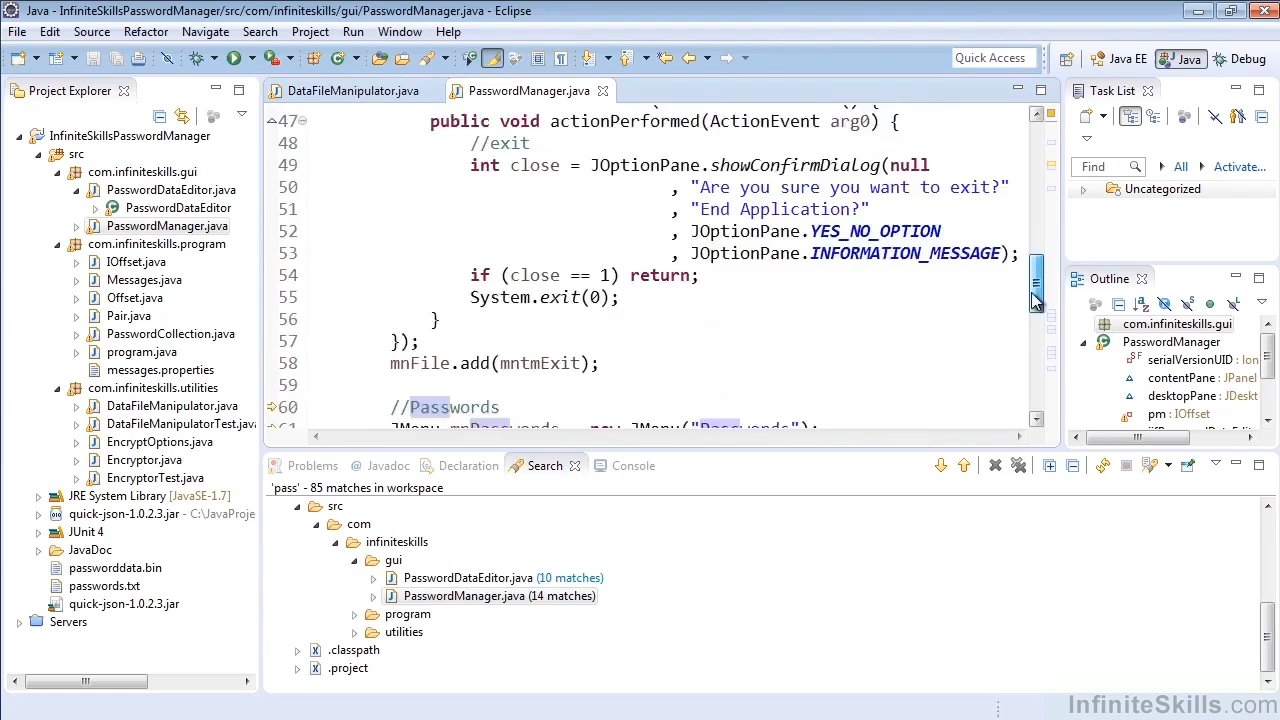 Java - InfiniteSkillsPasswordManager/src/com/infiniteskills/gui/PasswordManager.java - Eclipse
File Edit Source Refactor Navigate Search Project Run Window Help
Quick Access
Java EE
Java
Debug
Project Explorer
InfiniteSkillsPasswordManager
src
com.infiniteskills.gui
PasswordDataEditor.java
PasswordDataEditor
PasswordManager.java
com.infiniteskills.program
IOffset.java
Messages.java
Offset.java
Pair.java
PasswordCollection.java
program.java
messages.properties
com.infiniteskills.utilities
DataFileManipulator.java
DataFileManipulatorTest.java
EncryptOptions.java
Encryptor.java
EncryptorTest.java
JRE System Library [JavaSE-1.7]
quick-json-1.0.2.3.jar - C:\JavaProje
JUnit 4
JavaDoc
passworddata.bin
passwords.txt
quick-json-1.0.2.3.jar
Servers
DataFileManipulator.java
PasswordManager.java
47 public void actionPerformed(ActionEvent arg0) {
48 //exit
49 int close = JOptionPane.showConfirmDialog(null
50 , "Are you sure you want to exit?"
51 , "End Application?"
52 , JOptionPane.YES_NO_OPTION
53 , JOptionPane.INFORMATION_MESSAGE);
54 if (close == 1) return;
55 System.exit(0);
56 }
57 });
58 mnFile.add(mntmExit);
59
60 //Passwords
61 JMenu mnPasswords = new JMenu("Passwords");
Task List
Find
All
Activate...
Uncategorized
Outline
com.infiniteskills.gui
PasswordManager
serialVersionUID : lon
contentPane : JPanel
desktopPane : JDeskt
pm : IOffset
Problems
@ Javadoc
Declaration
Search
Console
'pass' - 85 matches in workspace
src
com
infiniteskills
gui
PasswordDataEditor.java (10 matches)
PasswordManager.java (14 matches)
program
utilities
.classpath
.project
InfiniteSkills.com